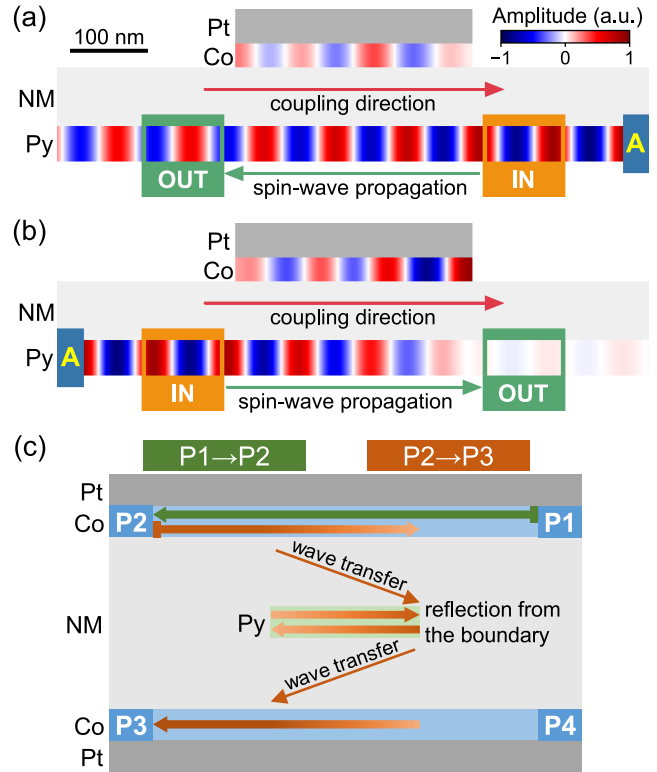 (a)
100 nm
Pt
Co
Amplitude (a.u.)
−1 0 1
NM
coupling direction
Py
A
OUT
spin-wave propagation
IN
(b)
Pt
Co
NM
coupling direction
Py
A
IN
spin-wave propagation
OUT
(c)
P1→P2
P2→P3
Pt
Co
P2
P1
wave transfer
NM
Py
reflection from
the boundary
wave transfer
Co
P3
P4
Pt